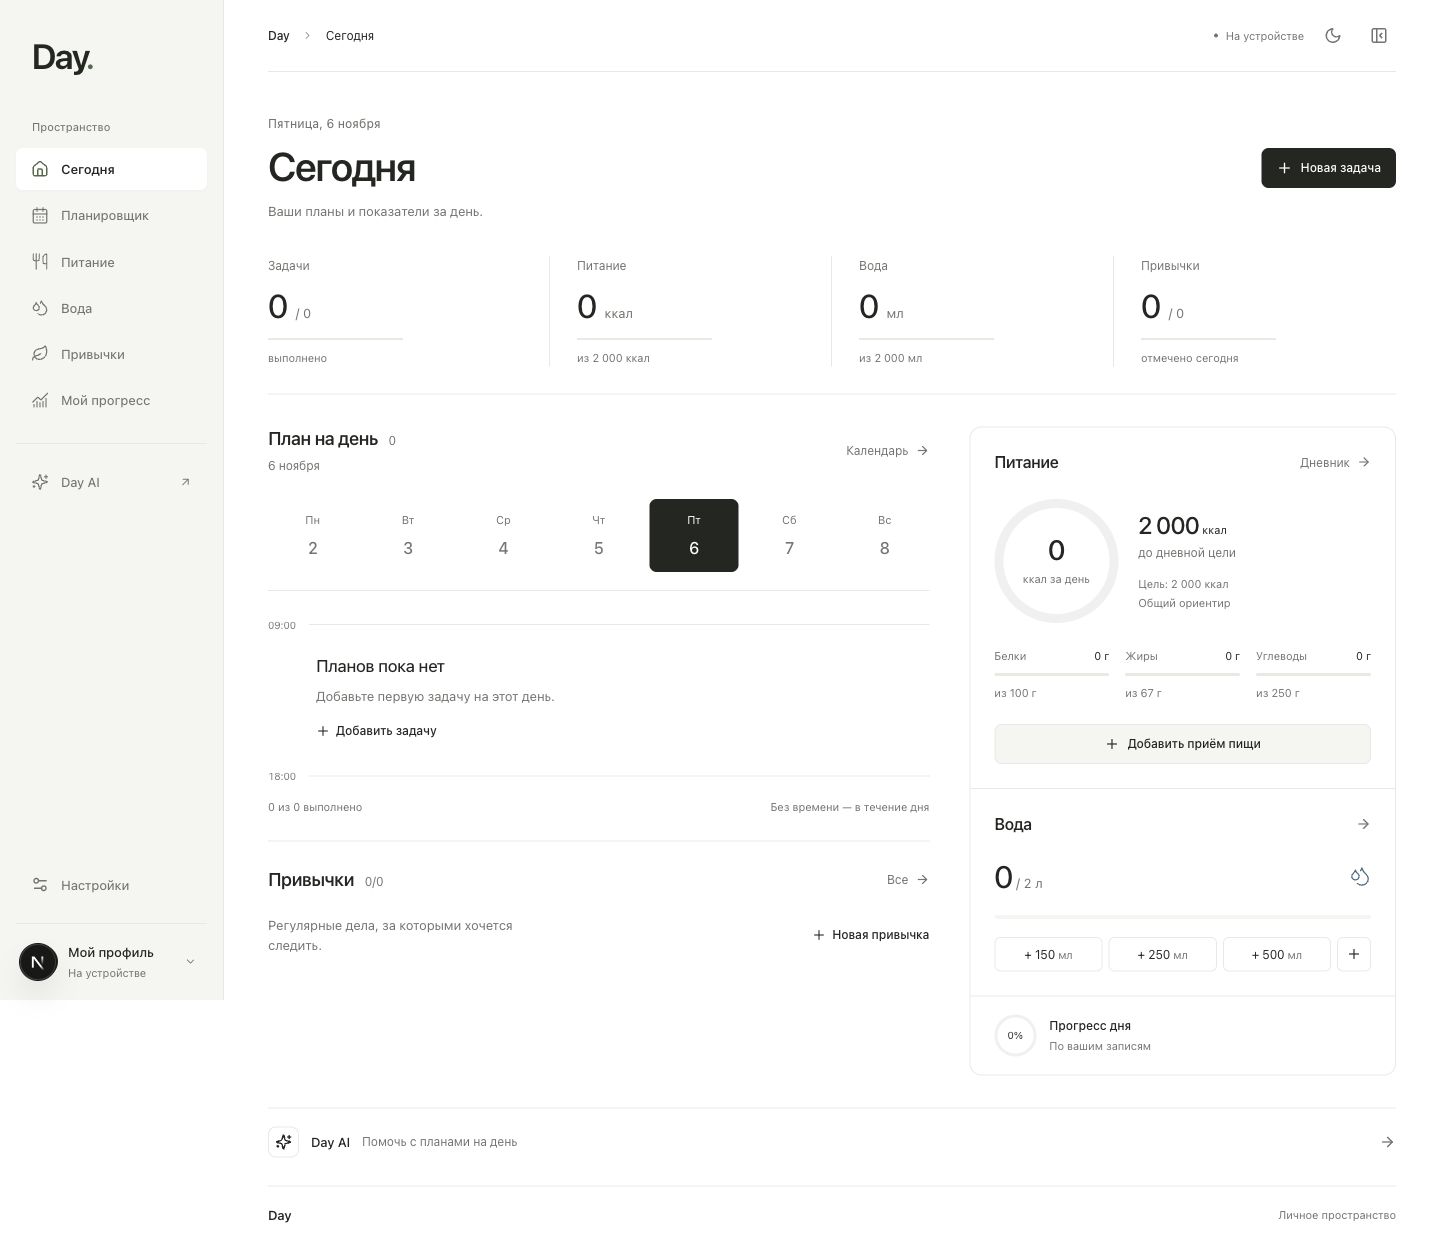 Day.
Пространство
Сегодня
Планировщик
Питание
Вода
Привычки
Мой прогресс
Day AI
Настройки
N
Мой профиль
На устройстве
Day
Сегодня
На устройстве
Пятница, 6 ноября
Сегодня
Ваши планы и показатели за день.
Новая задача
Задачи
0 / 0
выполнено
Питание
0 ккал
из 2 000 ккал
Вода
0 мл
из 2 000 мл
Привычки
0 / 0
отмечено сегодня
План на день 0
6 ноября
Календарь
Пн Вт Ср Чт Пт Сб Вс
2 3 4 5 6 7 8
09:00
Планов пока нет
Добавьте первую задачу на этот день.
Добавить задачу
18:00
0 из 0 выполнено
Без времени — в течение дня
Привычки 0/0
Все
Регулярные дела, за которыми хочется
следить.
Новая привычка
Питание
Дневник
0
ккал за день
2 000 ккал
до дневной цели
Цель: 2 000 ккал
Общий ориентир
Белки 0 г
из 100 г
Жиры 0 г
из 67 г
Углеводы 0 г
из 250 г
Добавить приём пищи
Вода
0 / 2 л
+ 150 мл
+ 250 мл
+ 500 мл
0%
Прогресс дня
По вашим записям
Day AI Помочь с планами на день
Day
Личное пространство